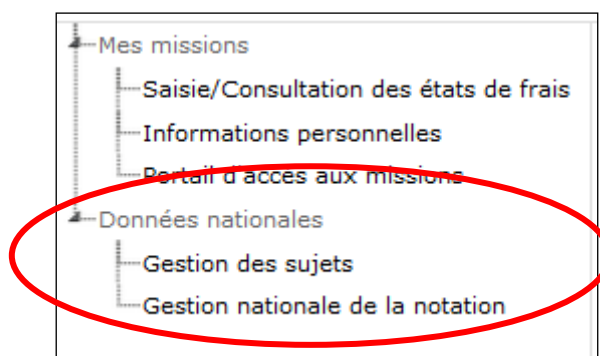 Mes missions
Saisie/Consultation des états de frais
Informations personnelles
Portail d'accès aux missions
Données nationales
Gestion des sujets
Gestion nationale de la notation